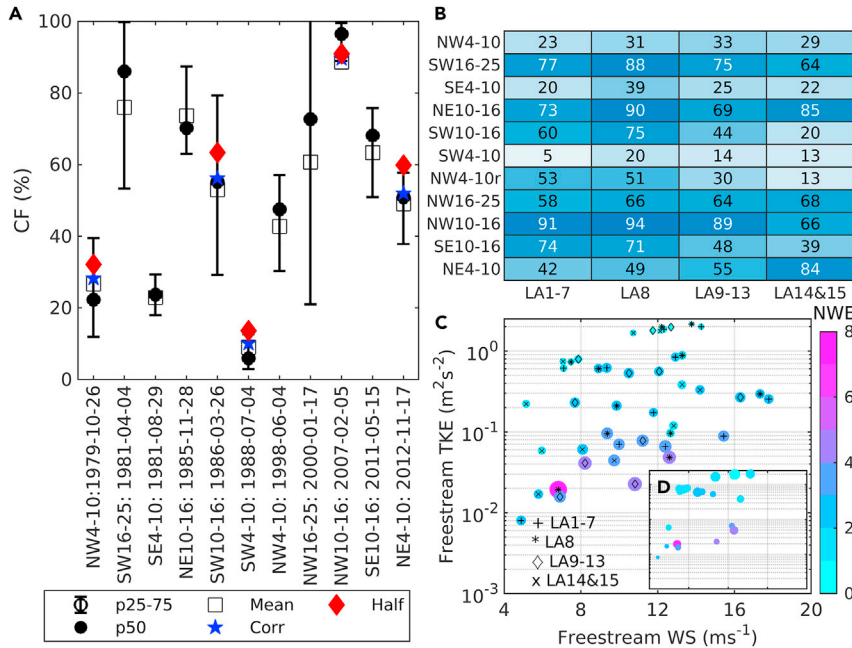 A
100
80
60
40
20
0
CF (%)
NW4-10:1979-10-26
SW16-25: 1981-04-04
SE4-10: 1981-08-29
NE10-16: 1985-11-28
SW10-16: 1986-03-26
SW4-10: 1988-07-04
NW4-10: 1998-06-04
NW16-25: 2000-01-17
NW10-16: 2007-02-05
SE10-15: 2011-05-15
NE4-10: 2012-11-17
p25-75
Mean
Half
p50
Corr
B
NW4-10 23 31 33 29
SW16-25 77 88 75 64
SE4-10 20 39 25 22
NE10-16 73 90 69 85
SW10-16 60 75 44 20
SW4-10 5 20 14 13
NW4-10r 53 51 30 13
NW16-25 58 66 64 68
NW10-16 91 94 89 66
SE10-16 74 71 48 39
NE4-10 42 49 55 84
LA1-7 LA8 LA9-13 LA14&15
C
NWE
8
6
4
2
0
Freestream TKE (m²s⁻²)
10⁰
10⁻¹
10⁻²
10⁻³
D
+ LA1-7
* LA8
◇ LA9-13
x LA14&15
4 8 12 16 20
Freestream WS (ms⁻¹)